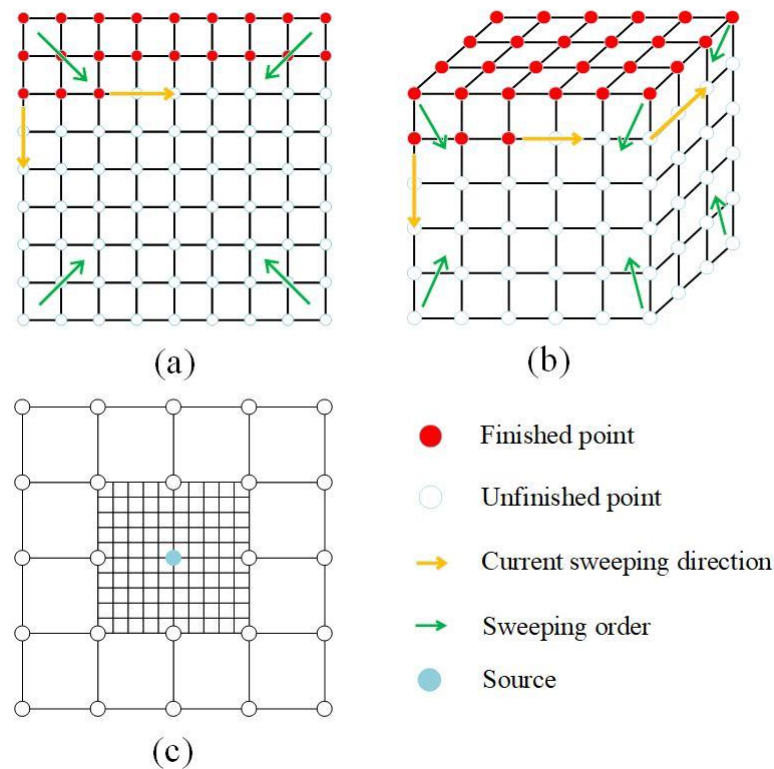 (a)
(b)
(c)
Finished point
Unfinished point
Current sweeping direction
Sweeping order
Source